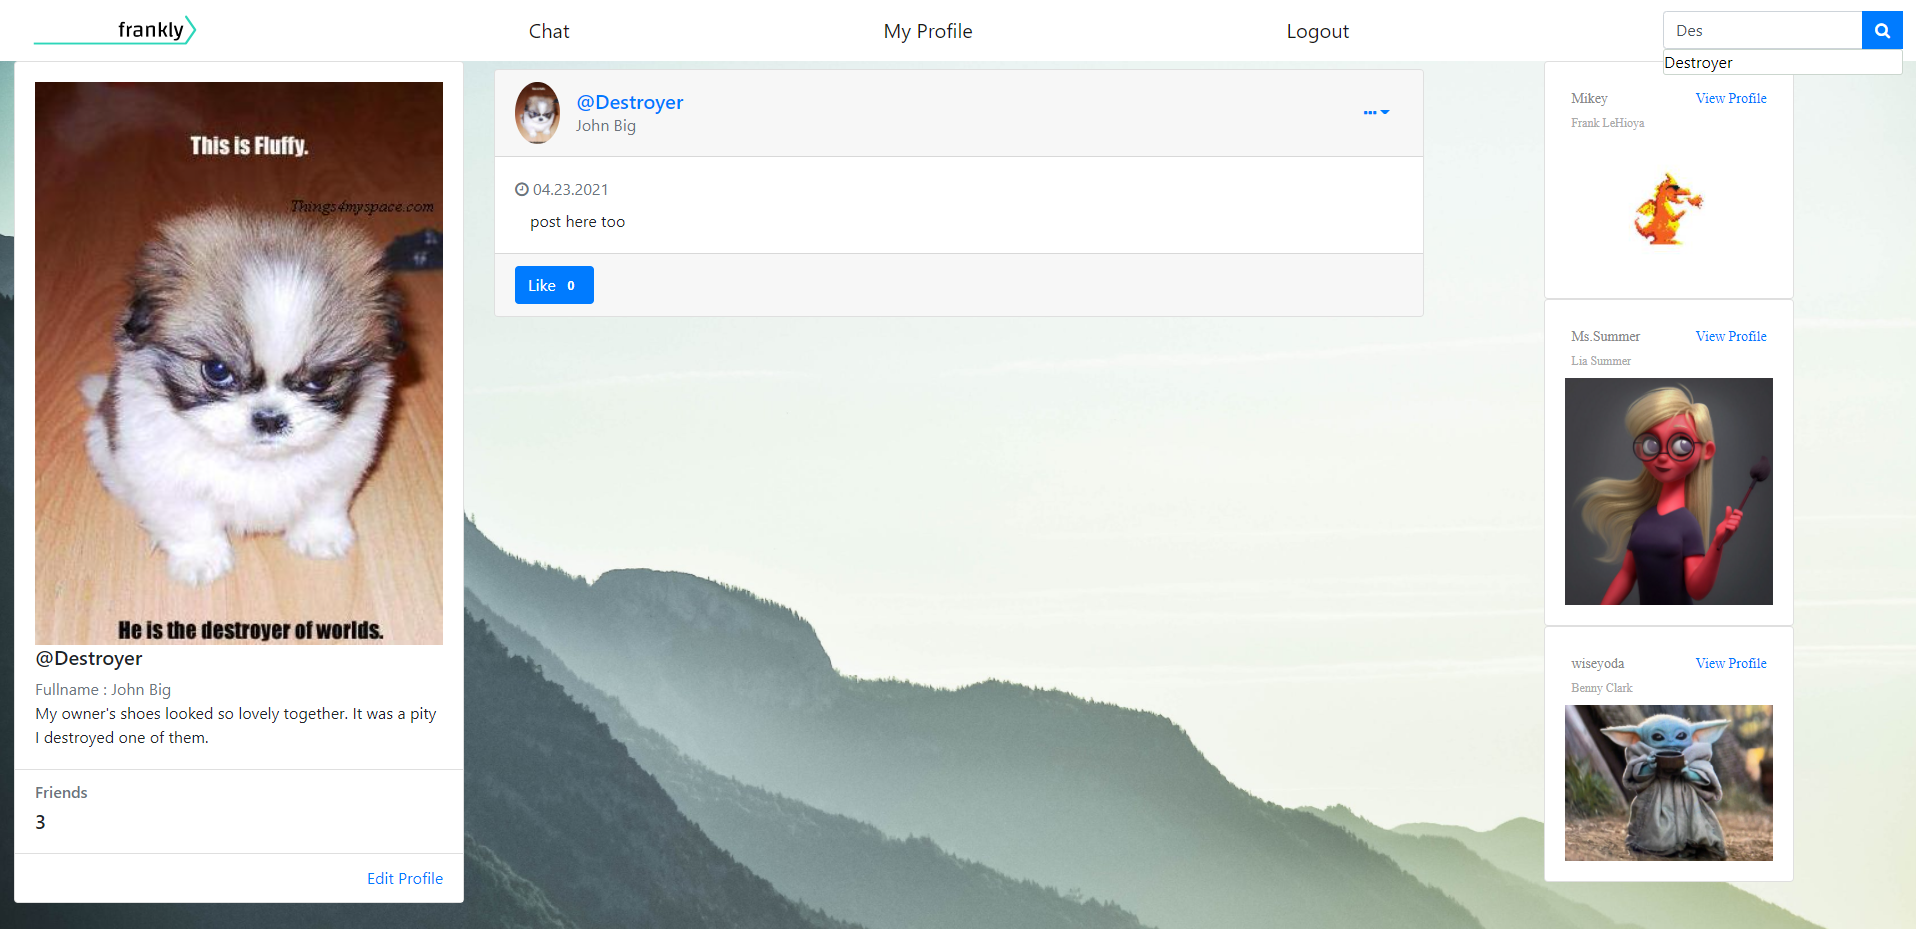 frankly
Chat
My Profile
Logout
Des
Destroyer
This is Fluffy.
Things4myspace.com
He is the destroyer of worlds.
@Destroyer
Fullname : John Big
My owner's shoes looked so lovely together. It was a pity
I destroyed one of them.
Friends
3
Edit Profile
@Destroyer
John Big
04.23.2021
post here too
Like 0
Mikey View Profile
Frank LeHioya
Ms.Summer View Profile
Lia Summer
wiseyoda View Profile
Benny Clark